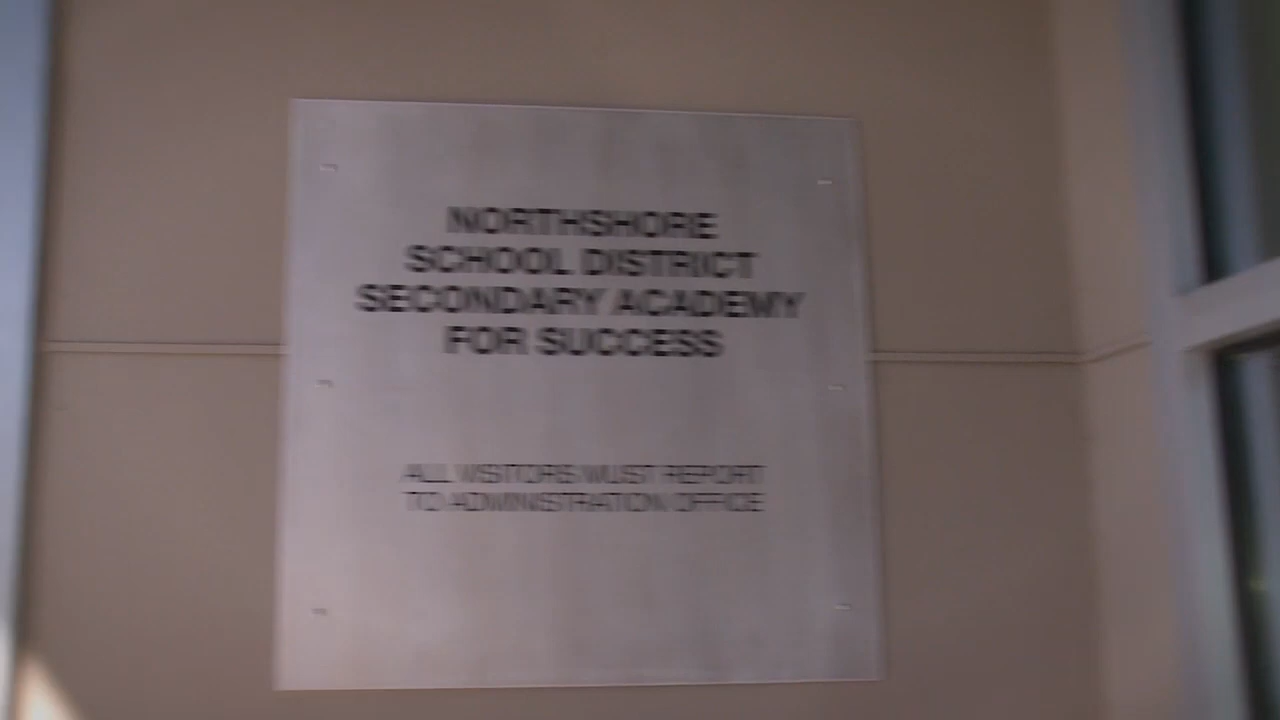 NORTHSHORE
SCHOOL DISTRICT
SECONDARY ACADEMY
FOR SUCCESS
ALL VISITORS MUST REPORT
TO ADMINISTRATION OFFICE